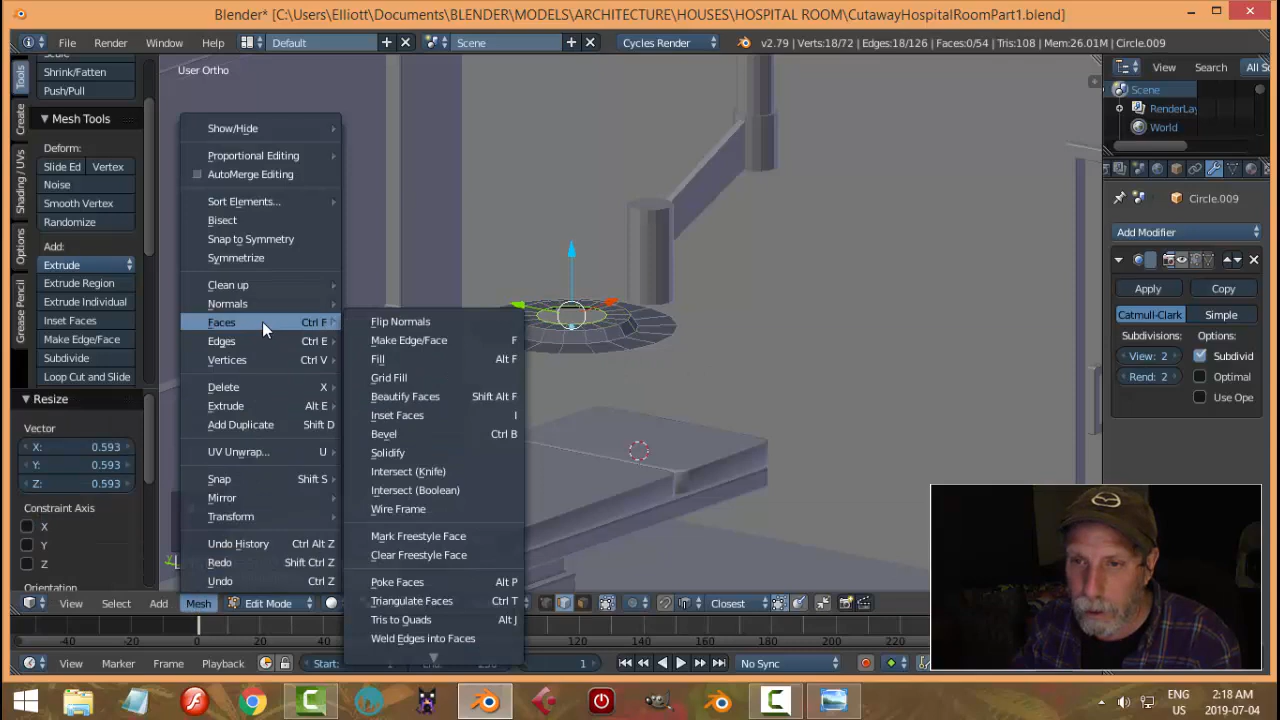 Blender* [C:\Users\Elliott\Documents\BLENDER\MODELS\ARCHITECTURE\HOUSES\HOSPITAL ROOM\CutawayHospitalRoomPart1.blend]
File Render Window Help Default Scene Cycles Render v2.79 | Verts:18/72 | Edges:18/126 | Faces:0/54 | Tris:108 | Mem:26.01M | Circle.009
User Ortho
Tools
Create
Shading / UVs
Options
Grease Pencil
Shrink/Fatten
Push/Pull
Mesh Tools
Deform:
Slide Ed Vertex
Noise
Smooth Vertex
Randomize
Add:
Extrude
Extrude Region
Extrude Individual
Inset Faces
Make Edge/Face
Subdivide
Loop Cut and Slide
Resize
Vector
X: 0.593
Y: 0.593
Z: 0.593
Constraint Axis
X
Y
Z
Orientation
Show/Hide
Proportional Editing
AutoMerge Editing
Sort Elements...
Bisect
Snap to Symmetry
Symmetrize
Clean up
Normals
Faces Ctrl F
Edges Ctrl E
Vertices Ctrl V
Delete X
Extrude Alt E
Add Duplicate Shift D
UV Unwrap... U
Snap Shift S
Mirror
Transform
Undo History Ctrl Alt Z
Redo Shift Ctrl Z
Undo Ctrl Z
Flip Normals
Make Edge/Face F
Fill Alt F
Grid Fill
Beautify Faces Shift Alt F
Inset Faces I
Bevel Ctrl B
Solidify
Intersect (Knife)
Intersect (Boolean)
Wire Frame
Mark Freestyle Face
Clear Freestyle Face
Poke Faces Alt P
Triangulate Faces Ctrl T
Tris to Quads Alt J
Weld Edges into Faces
View Search All Sc
Scene
RenderLay
World
Circle.009
Add Modifier
Apply Copy
Catmull-Clark Simple
Subdivisions: Options:
View: 2 Subdivid
Rend: 2 Optimal
Use Ope
View Select Add Mesh Edit Mode Closest
-40 -20 0 20 40 120 140 160 180 200 220
View Marker Frame Playback Start: 1 No Sync
ENG
US
2:18 AM
2019-07-04